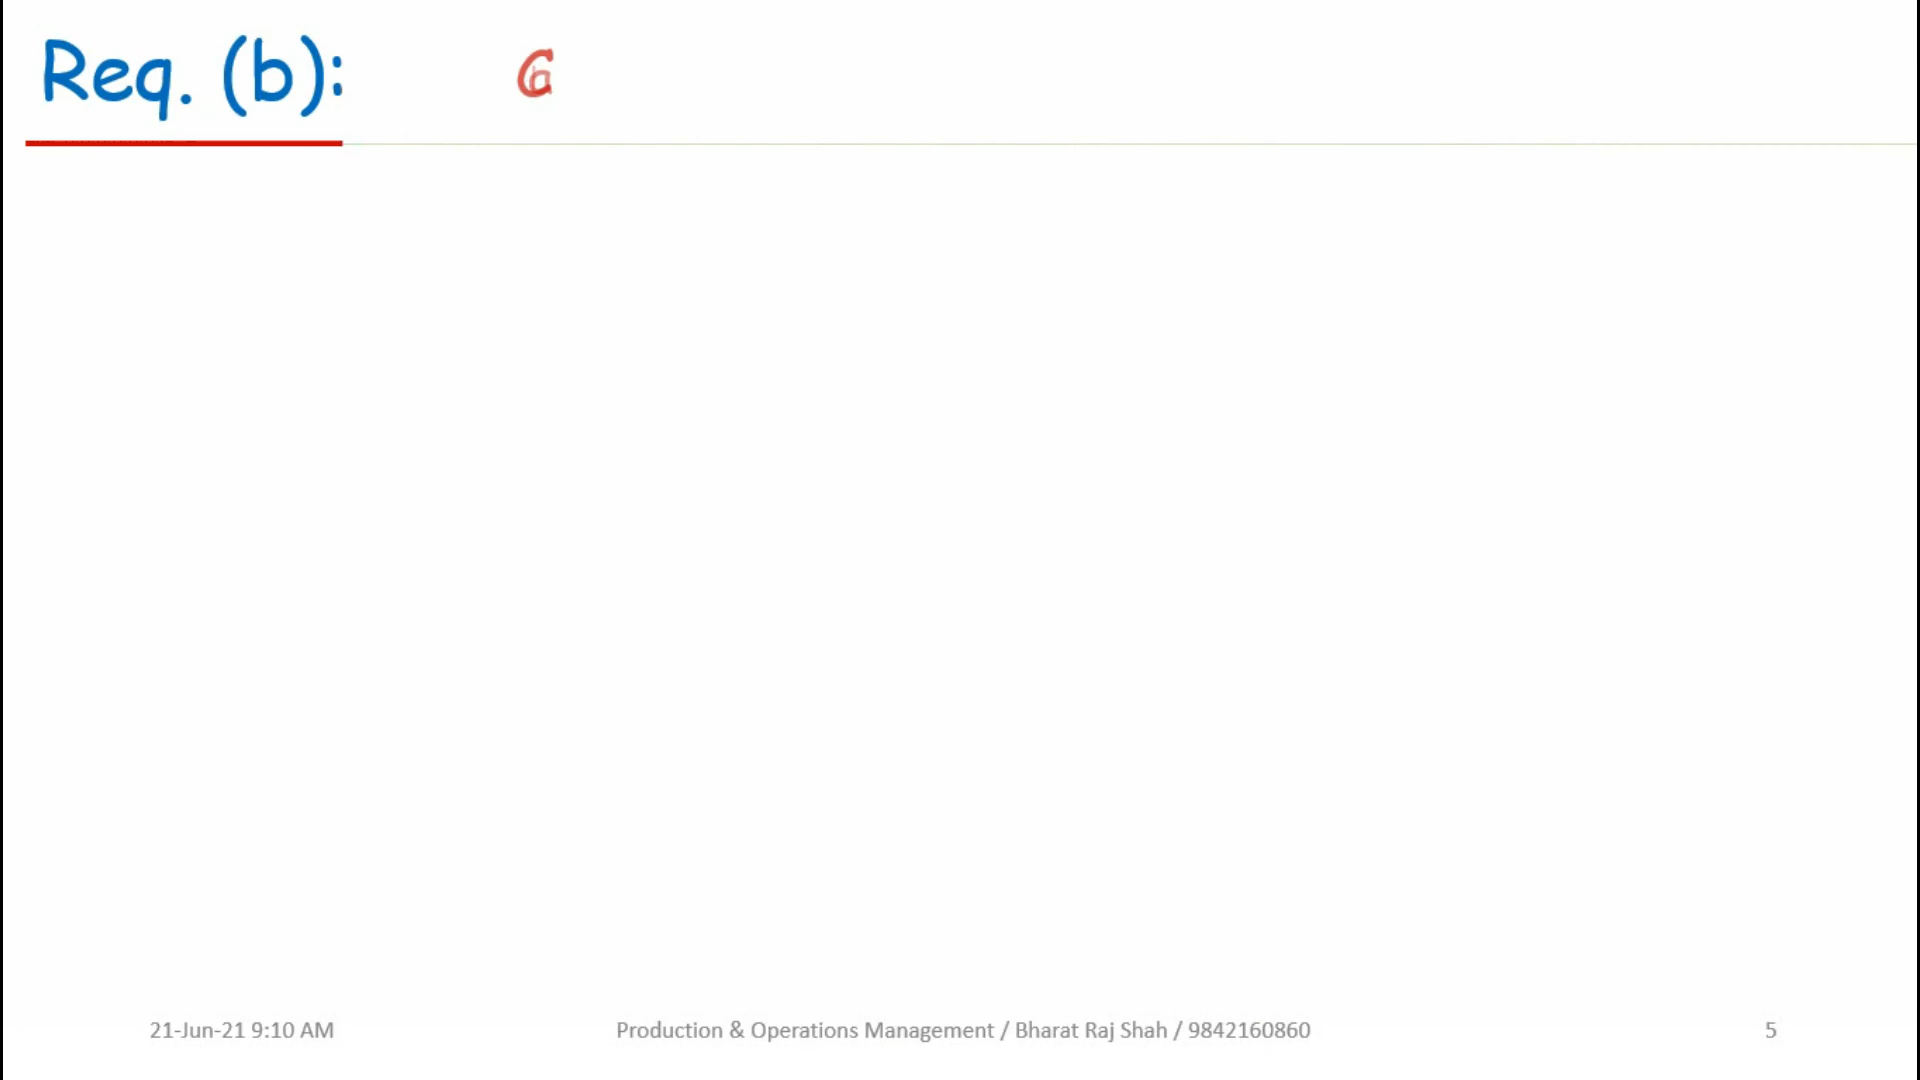 Req. (b):
21-Jun-21 9:10 AM Production & Operations Management / Bharat Raj Shah / 9842160860 5